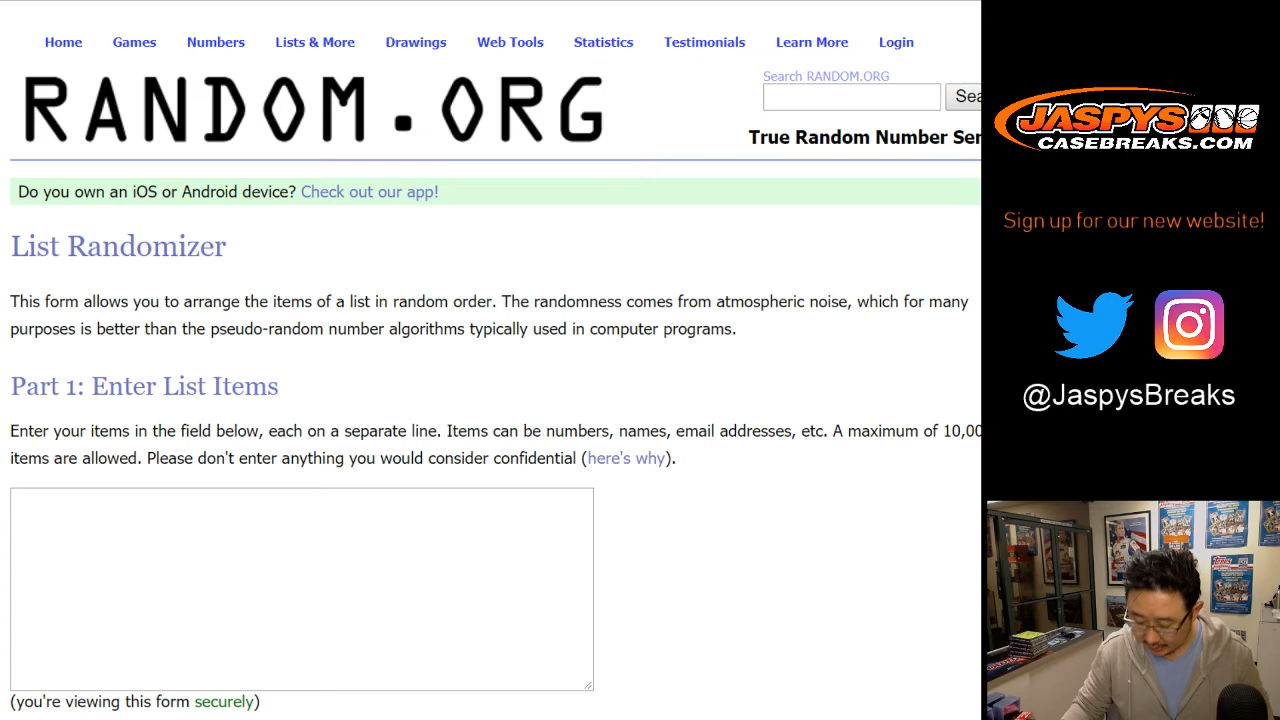 Home Games Numbers Lists & More Drawings Web Tools Statistics Testimonials Learn More Login
RANDOM.ORG
Search RANDOM.ORG
Sea
True Random Number Ser
Do you own an iOS or Android device? Check out our app!
List Randomizer
This form allows you to arrange the items of a list in random order. The randomness comes from atmospheric noise, which for many
purposes is better than the pseudo-random number algorithms typically used in computer programs.
Part 1: Enter List Items
Enter your items in the field below, each on a separate line. Items can be numbers, names, email addresses, etc. A maximum of 10,00
items are allowed. Please don't enter anything you would consider confidential (here's why).
(you're viewing this form securely)
JASPYS
CASEBREAKS.COM
Sign up for our new website!
@JaspysBreaks